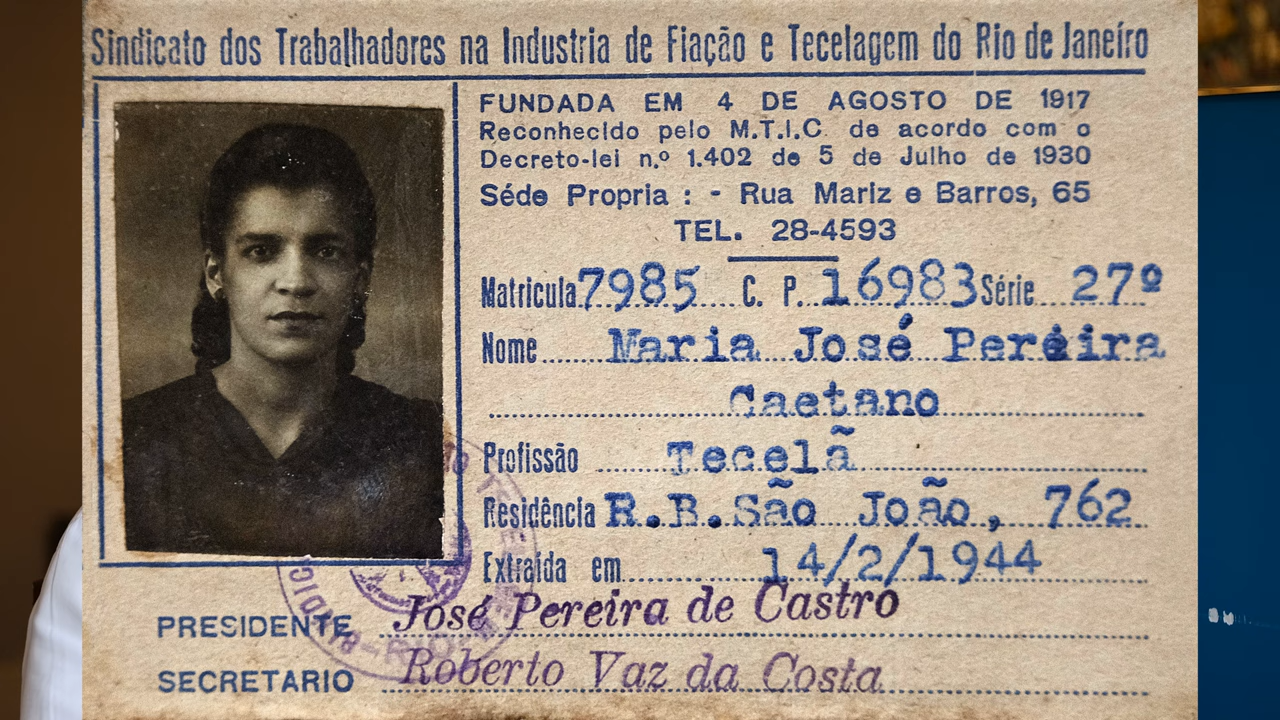 Sindicato dos Trabalhadores na Industria de Fiação e Tecelagem do Rio de Janeíro
FUNDADA EM 4 DE AGOSTO DE 1917
Reconhecido pelo M.T.I.C. de acordo com o
Decreto-lei n.º 1.402 de 5 de Julho de 1930
Séde Propria : - Rua Mariz e Barros, 65
TEL. 28-4593
Matricula 7985 C. P. 16983 Série 27º
Nome Maria José Pereira
Caetano
Profissão Tecelã
Residência R.B.São João, 762
Extraída em 14/2/1944
PRESIDENTE José Pereira de Castro
SECRETARIO Roberto Vaz da Costa